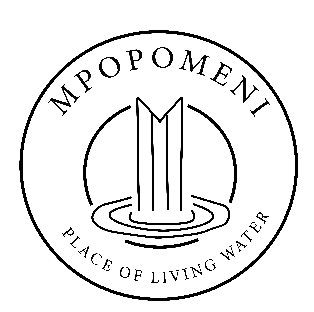 MPOPOMENI
PLACE OF LIVING WATER